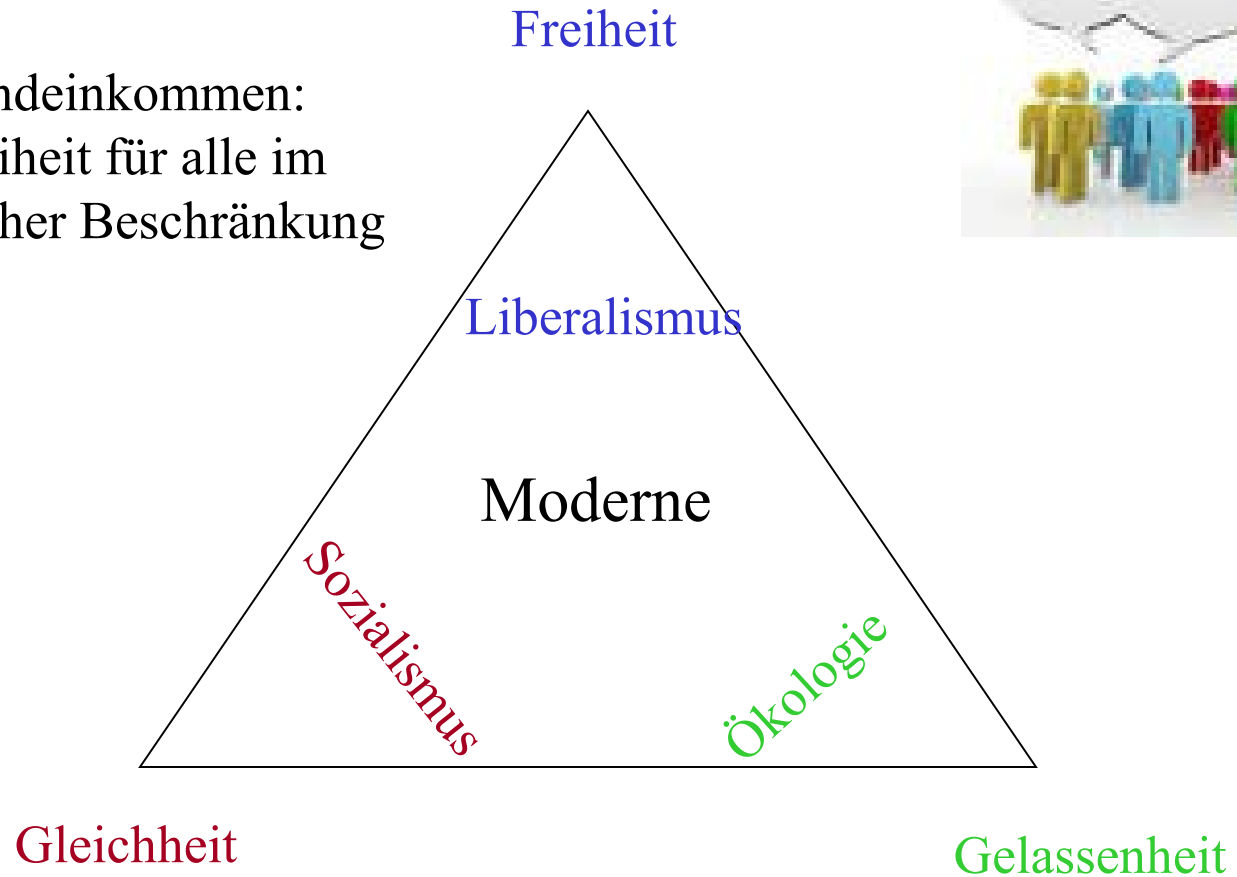 Freiheit
ndeinkommen:
iheit für alle im
her Beschränkung
Liberalismus
Moderne
Sozialismus
Ökologie
Gleichheit
Gelassenheit